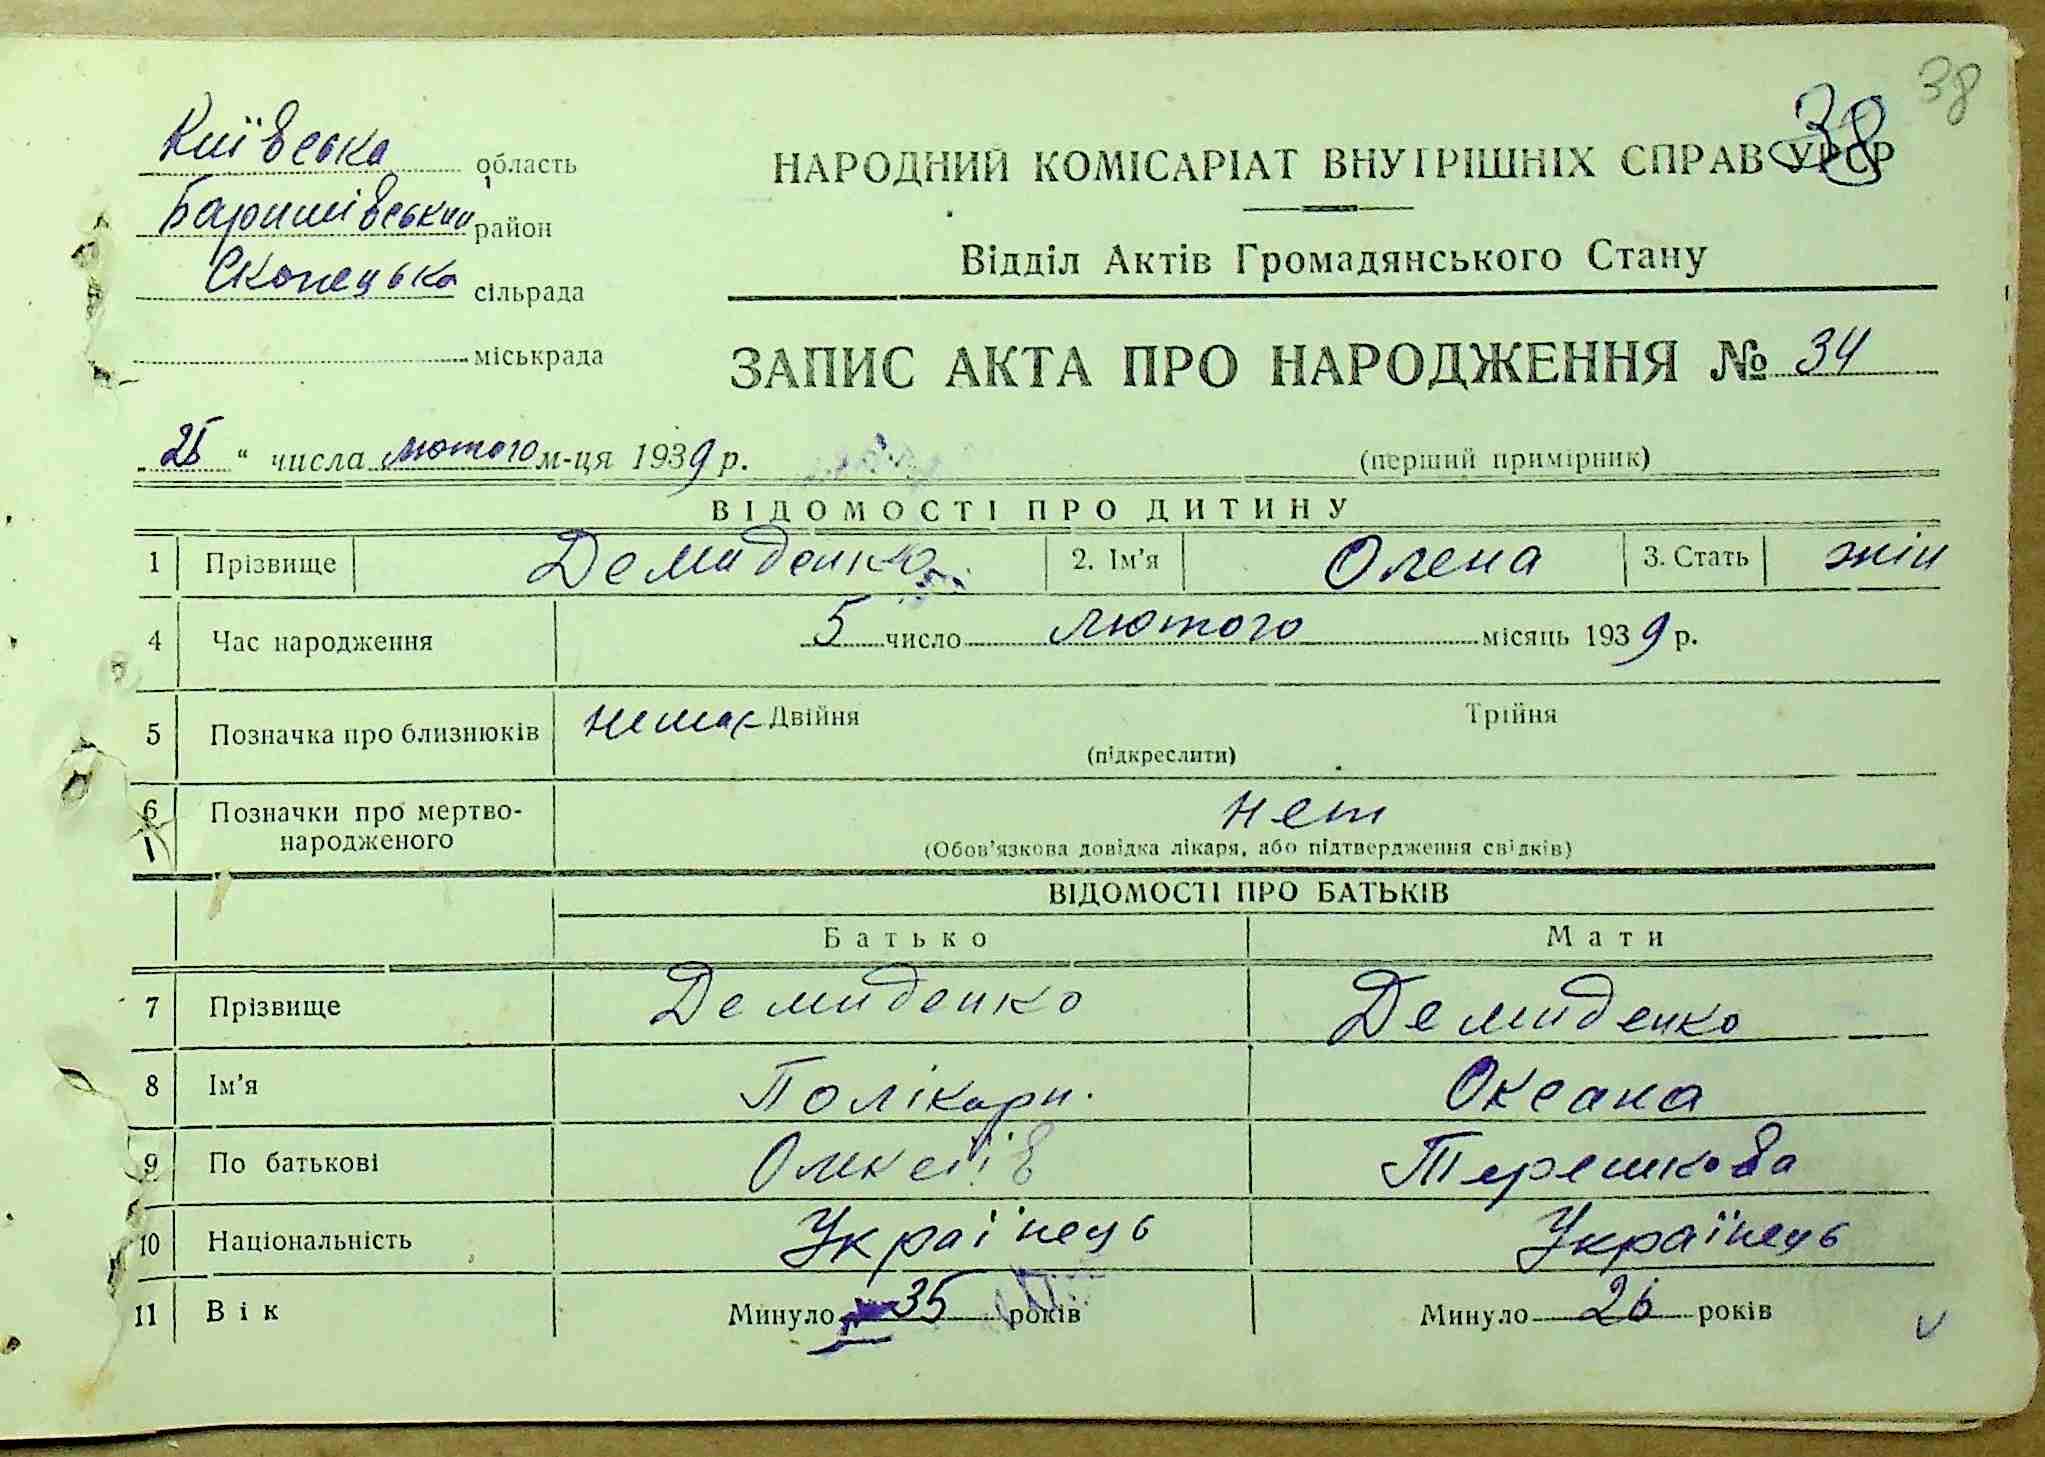 38
38
Київська область
НАРОДНИЙ КОМІСАРІАТ ВНУТРІШНІХ СПРАВ УРСР
Баришівський район
Відділ Актів Громадянського Стану
Скопецька сільрада
міськрада
ЗАПИС АКТА ПРО НАРОДЖЕННЯ № 34
„25“ числа лютого м-ця 1939 р.
(перший примірник)
ВІДОМОСТІ ПРО ДИТИНУ
1 Прізвище Демиденко 2. Ім'я Олена 3. Стать жін
4 Час народження 5 число лютого місяць 1939 р.
5 Позначка про близнюків немає Двійня Трійня
(підкреслити)
6 Позначки про мертво-
народженого нет
(Обов'язкова довідка лікаря, або підтвердження свідків)
ВІДОМОСТІ ПРО БАТЬКІВ
Батько Мати
7 Прізвище Демиденко Демиденко
8 Ім'я Полікарп. Оксана
9 По батькові Терешкова
10 Національність Українець Українець
11 Вік Минуло 35 років Минуло 26 років